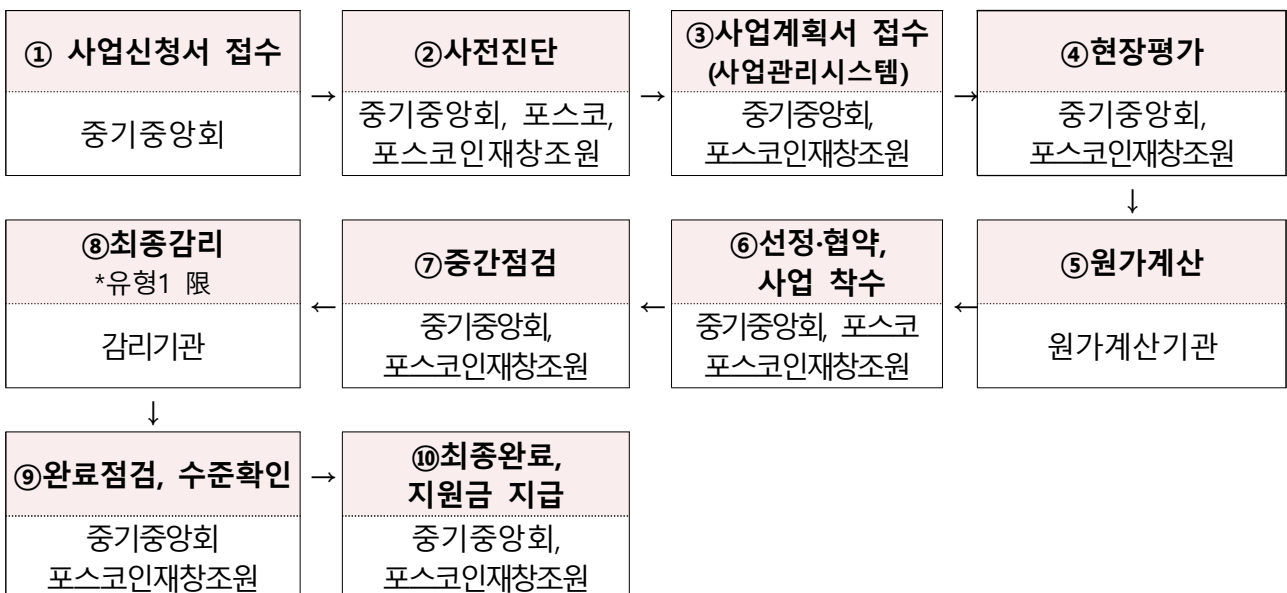 ① 사업신청서 접수
중기중앙회
→
②사전진단
중기중앙회, 포스코,
포스코인재창조원
→
③사업계획서 접수
(사업관리시스템)
중기중앙회,
포스코인재창조원
→
④현장평가
중기중앙회,
포스코인재창조원
↓
⑤원가계산
원가계산기관
←
⑥선정·협약,
사업 착수
중기중앙회, 포스코
포스코인재창조원
←
⑦중간점검
중기중앙회,
포스코인재창조원
←
⑧최종감리
*유형1 限
감리기관
↓
⑨완료점검, 수준확인
중기중앙회
포스코인재창조원
→
⑩최종완료,
지원금 지급
중기중앙회,
포스코인재창조원